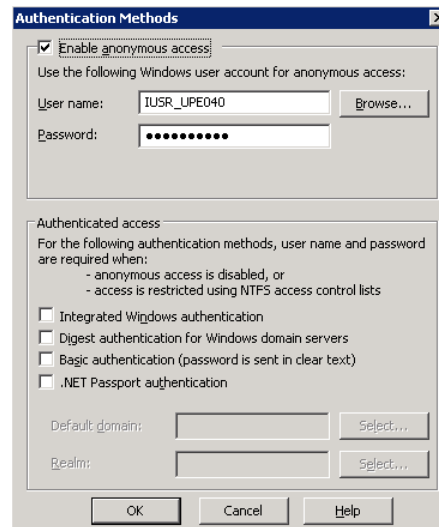 Authentication Methods
Enable anonymous access
Use the following Windows user account for anonymous access:
User name: IUSR_UPE040 Browse...
Password: ●●●●●●●●●●
Authenticated access
For the following authentication methods, user name and password
are required when:
- anonymous access is disabled, or
- access is restricted using NTFS access control lists
Integrated Windows authentication
Digest authentication for Windows domain servers
Basic authentication (password is sent in clear text)
.NET Passport authentication
Default domain: Select...
Realm: Select...
OK Cancel Help